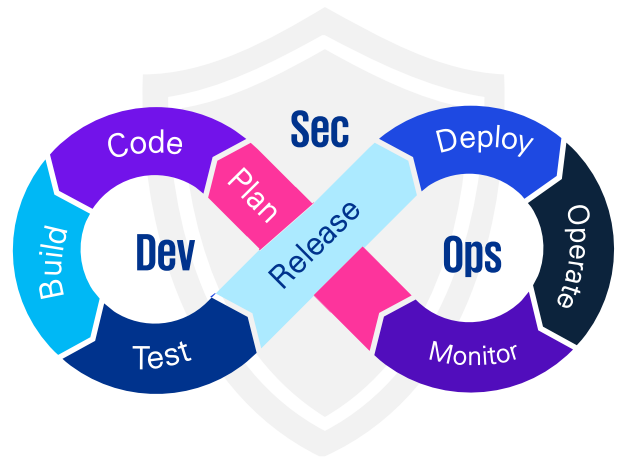 Sec
Code
Deploy
Plan
Release
Build
Dev
Ops
Operate
Test
Monitor